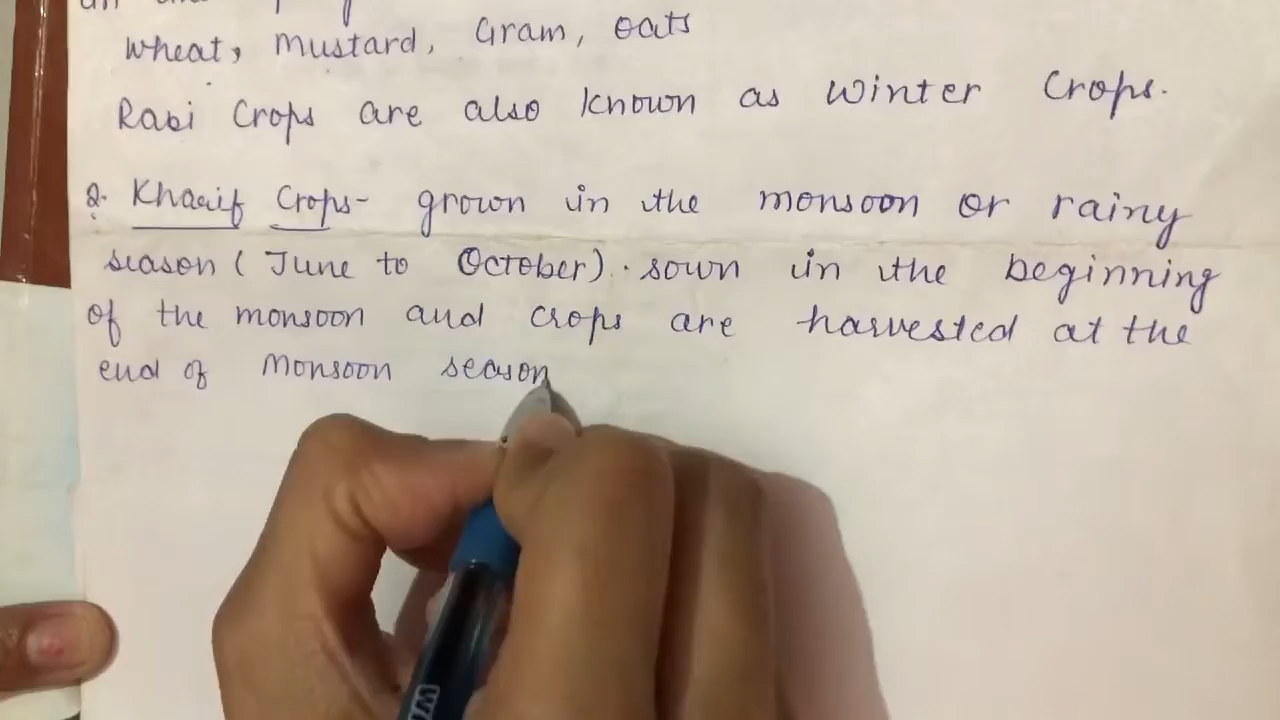 Wheat, Mustard, Gram, Oats
Rabi Crops are also known as Winter Crops.
2. Kharif Crops- grown in the monsoon or rainy
season (June to October). sown in the beginning
of the monsoon and crops are harvested at the
end of monsoon season